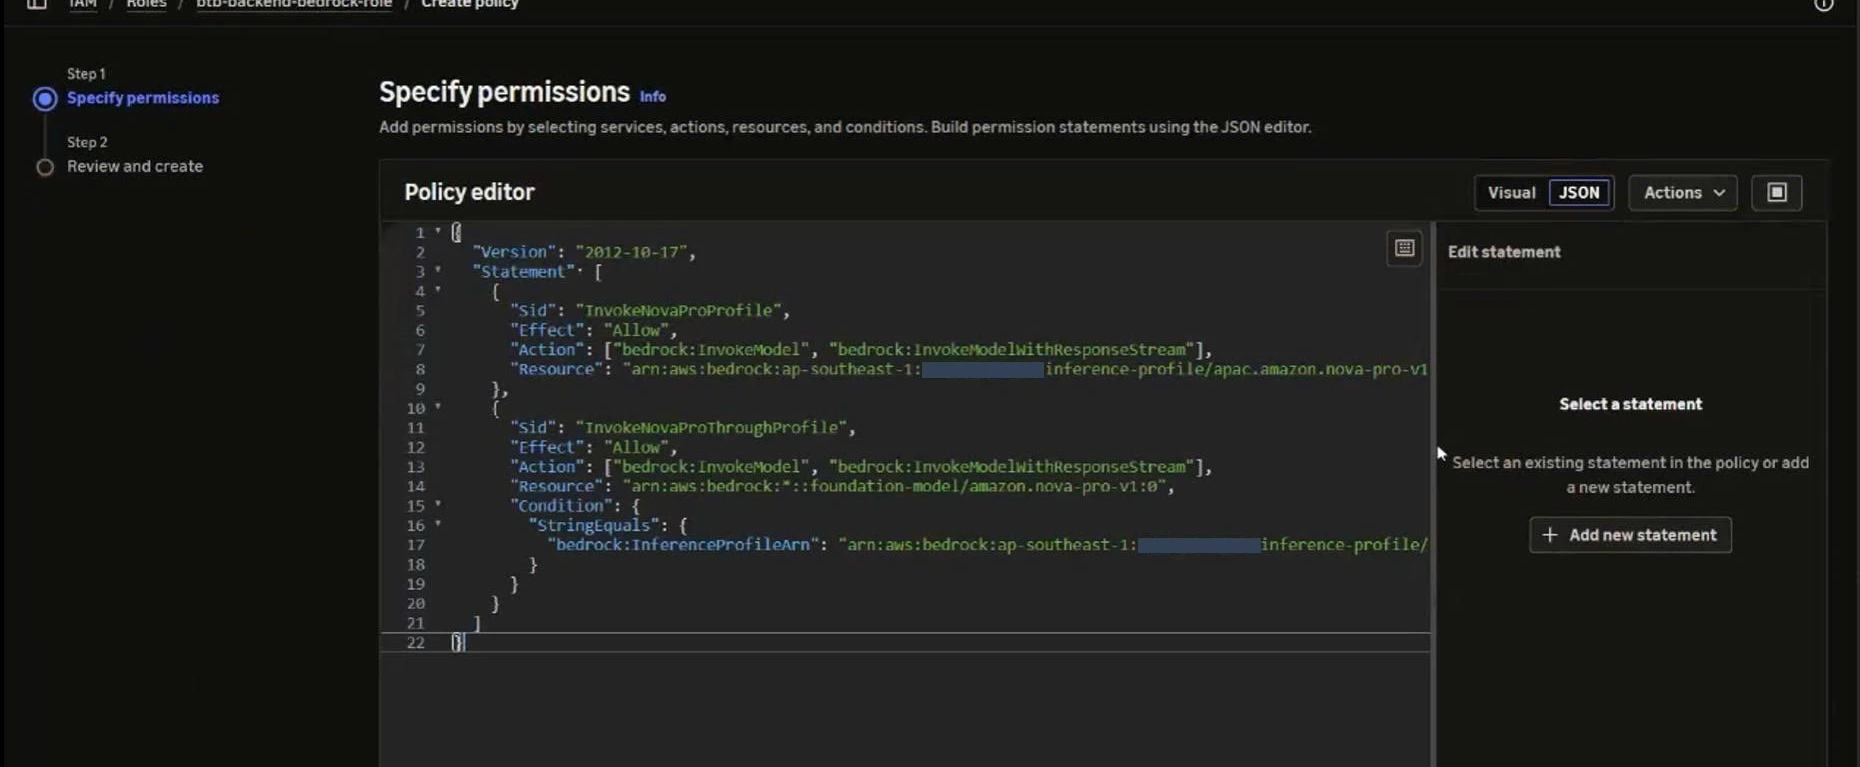 IAM / Roles / btb-backend-bedrock-role / Create policy
Step 1
Specify permissions
Step 2
Review and create
Specify permissions Info
Add permissions by selecting services, actions, resources, and conditions. Build permission statements using the JSON editor.
Policy editor
Visual JSON Actions
1 {
2 "Version": "2012-10-17",
3 "Statement": [
4 {
5 "Sid": "InvokeNovaProProfile",
6 "Effect": "Allow",
7 "Action": ["bedrock:InvokeModel", "bedrock:InvokeModelWithResponseStream"],
8 "Resource": "arn:aws:bedrock:ap-southeast-1: inference-profile/apac.amazon.nova-pro-v1
9 },
10 {
11 "Sid": "InvokeNovaProThroughProfile",
12 "Effect": "Allow",
13 "Action": ["bedrock:InvokeModel", "bedrock:InvokeModelWithResponseStream"],
14 "Resource": "arn:aws:bedrock:*::foundation-model/amazon.nova-pro-v1:0",
15 "Condition": {
16 "StringEquals": {
17 "bedrock:InferenceProfileArn": "arn:aws:bedrock:ap-southeast-1: inference-profile/
18 }
19 }
20 }
21 ]
22 }
Edit statement
Select a statement
Select an existing statement in the policy or add
a new statement.
+ Add new statement